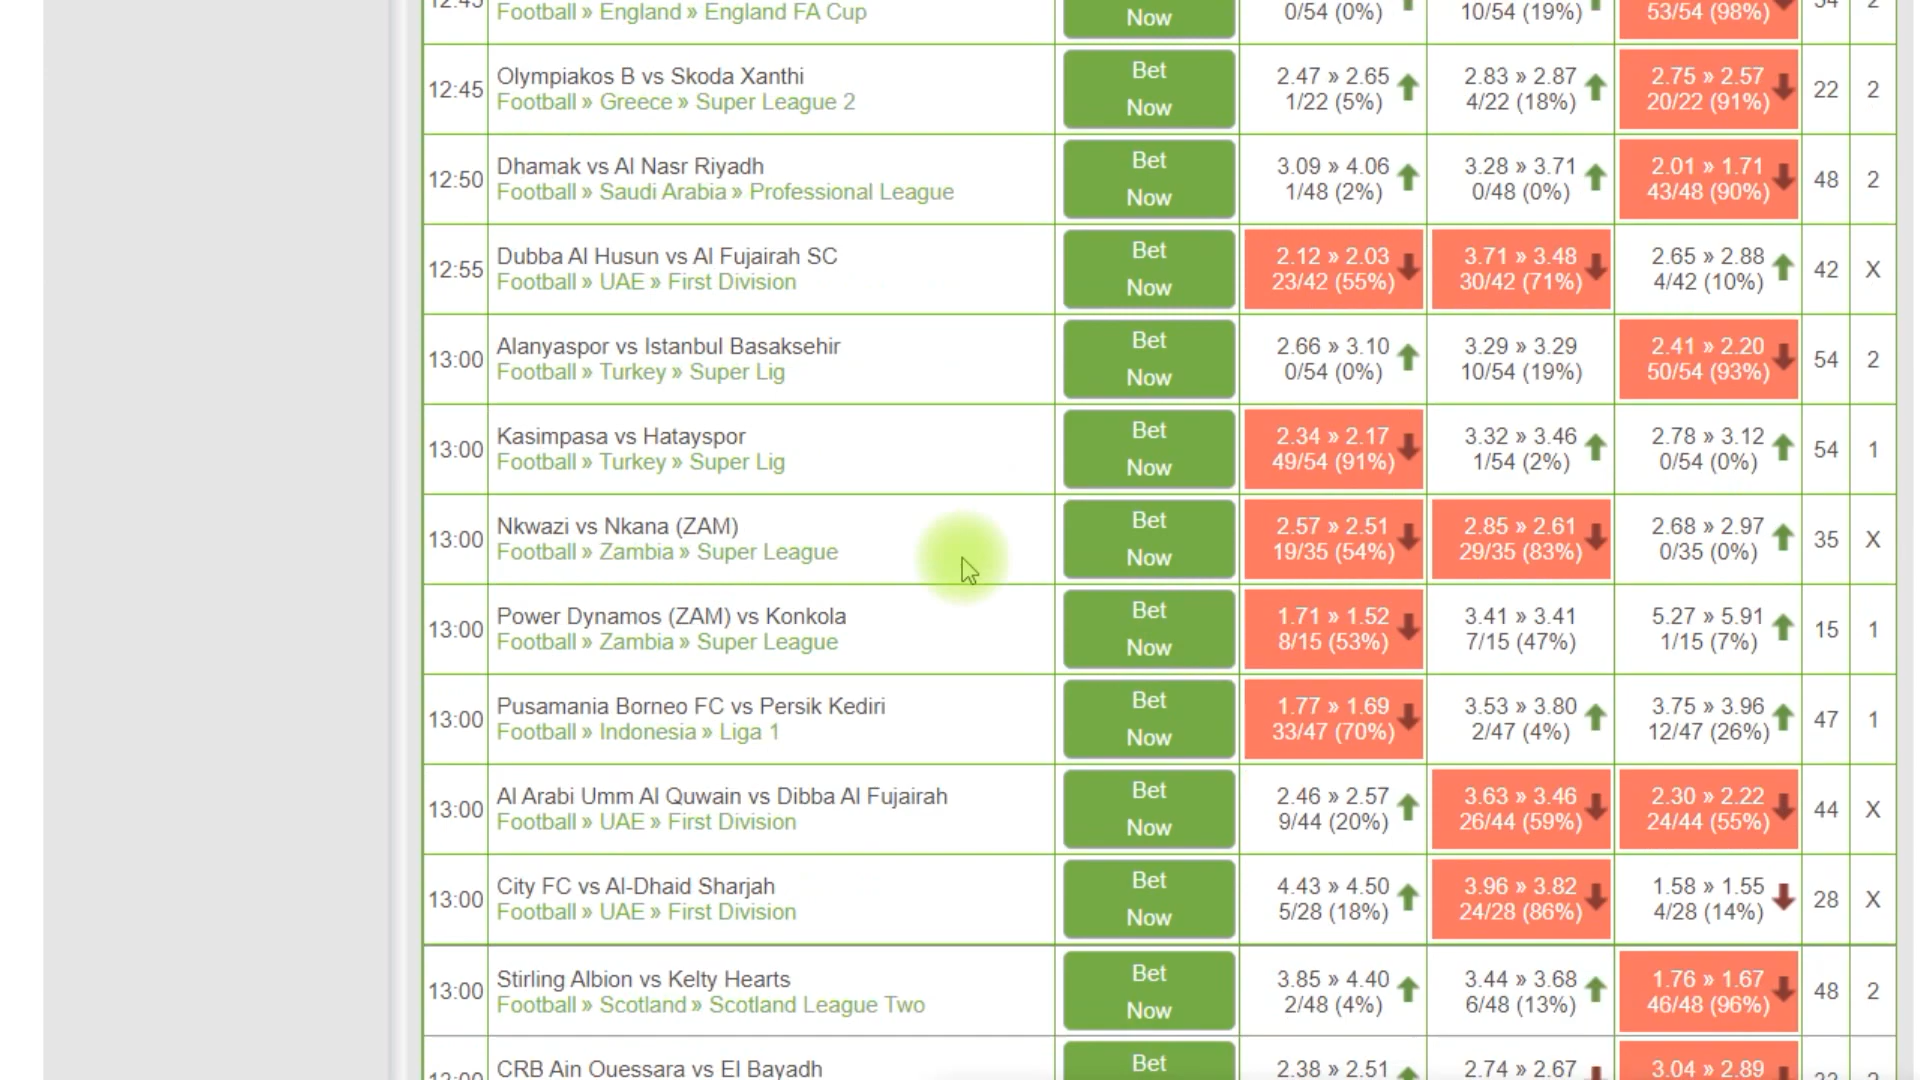 12:45
Football » England » England FA Cup
Now
0/54 (0%)
10/54 (19%)
53/54 (98%)
54 2
12:45
Olympiakos B vs Skoda Xanthi
Football » Greece » Super League 2
Bet
Now
2.47 » 2.65
1/22 (5%)
2.83 » 2.87
4/22 (18%)
2.75 » 2.57
20/22 (91%)
22 2
12:50
Dhamak vs Al Nasr Riyadh
Football » Saudi Arabia » Professional League
Bet
Now
3.09 » 4.06
1/48 (2%)
3.28 » 3.71
0/48 (0%)
2.01 » 1.71
43/48 (90%)
48 2
12:55
Dubba Al Husun vs Al Fujairah SC
Football » UAE » First Division
Bet
Now
2.12 » 2.03
23/42 (55%)
3.71 » 3.48
30/42 (71%)
2.65 » 2.88
4/42 (10%)
42 X
13:00
Alanyaspor vs Istanbul Basaksehir
Football » Turkey » Super Lig
Bet
Now
2.66 » 3.10
0/54 (0%)
3.29 » 3.29
10/54 (19%)
2.41 » 2.20
50/54 (93%)
54 2
13:00
Kasimpasa vs Hatayspor
Football » Turkey » Super Lig
Bet
Now
2.34 » 2.17
49/54 (91%)
3.32 » 3.46
1/54 (2%)
2.78 » 3.12
0/54 (0%)
54 1
13:00
Nkwazi vs Nkana (ZAM)
Football » Zambia » Super League
Bet
Now
2.57 » 2.51
19/35 (54%)
2.85 » 2.61
29/35 (83%)
2.68 » 2.97
0/35 (0%)
35 X
13:00
Power Dynamos (ZAM) vs Konkola
Football » Zambia » Super League
Bet
Now
1.71 » 1.52
8/15 (53%)
3.41 » 3.41
7/15 (47%)
5.27 » 5.91
1/15 (7%)
15 1
13:00
Pusamania Borneo FC vs Persik Kediri
Football » Indonesia » Liga 1
Bet
Now
1.77 » 1.69
33/47 (70%)
3.53 » 3.80
2/47 (4%)
3.75 » 3.96
12/47 (26%)
47 1
13:00
Al Arabi Umm Al Quwain vs Dibba Al Fujairah
Football » UAE » First Division
Bet
Now
2.46 » 2.57
9/44 (20%)
3.63 » 3.46
26/44 (59%)
2.30 » 2.22
24/44 (55%)
44 X
13:00
City FC vs Al-Dhaid Sharjah
Football » UAE » First Division
Bet
Now
4.43 » 4.50
5/28 (18%)
3.96 » 3.82
24/28 (86%)
1.58 » 1.55
4/28 (14%)
28 X
13:00
Stirling Albion vs Kelty Hearts
Football » Scotland » Scotland League Two
Bet
Now
3.85 » 4.40
2/48 (4%)
3.44 » 3.68
6/48 (13%)
1.76 » 1.67
46/48 (96%)
48 2
13:00
CRB Ain Ouessara vs El Bayadh
Bet
2.38 » 2.51
2.74 » 2.67
3.04 » 2.89